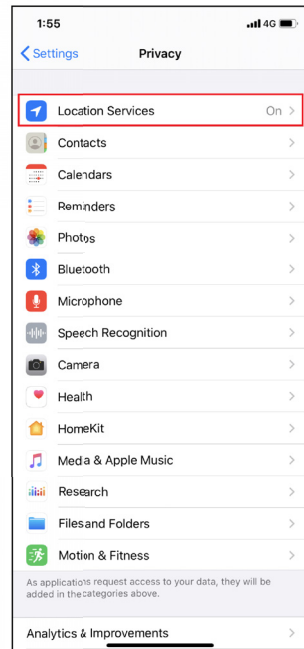 1:55 4G
Settings Privacy
Location Services On
Contacts
Calendars
Reminders
Photos
Bluetooth
Microphone
Speech Recognition
Camera
Health
HomeKit
Media & Apple Music
Research
Files and Folders
Motion & Fitness
As applications request access to your data, they will be
added in the categories above.
Analytics & Improvements